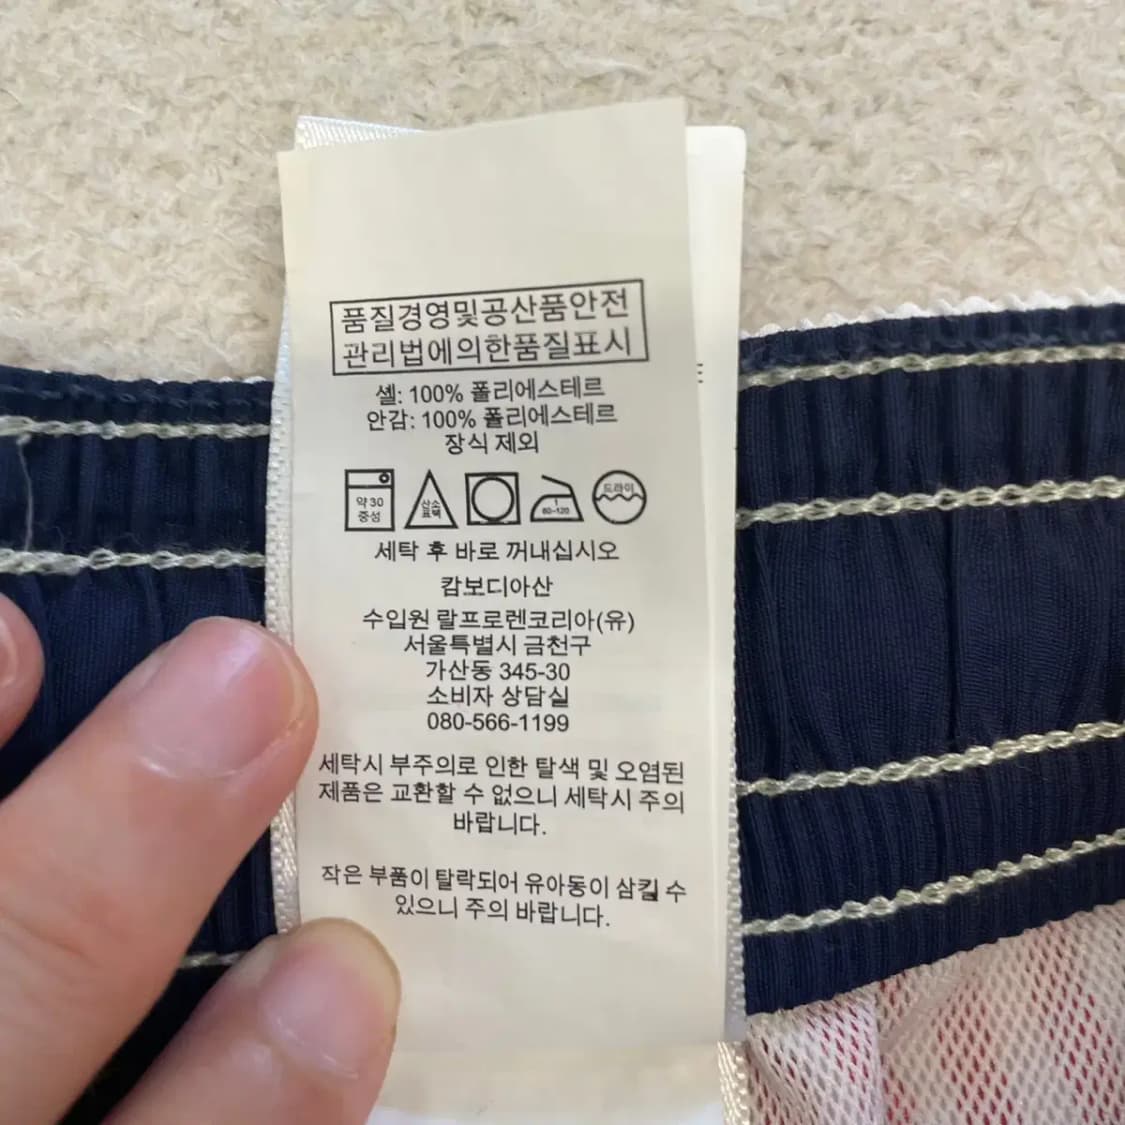 품질경영및공산품안전
관리법에의한품질표시
셸: 100% 폴리에스테르
안감: 100% 폴리에스테르
장식 제외
약 30
중성
산소
표백
1
80-120
드라이
세탁 후 바로 꺼내십시오
캄보디아산
수입원 랄프로렌코리아(유)
서울특별시 금천구
가산동 345-30
소비자 상담실
080-566-1199
세탁시 부주의로 인한 탈색 및 오염된
제품은 교환할 수 없으니 세탁시 주의
바랍니다.
작은 부품이 탈락되어 유아동이 삼킬 수
있으니 주의 바랍니다.
E